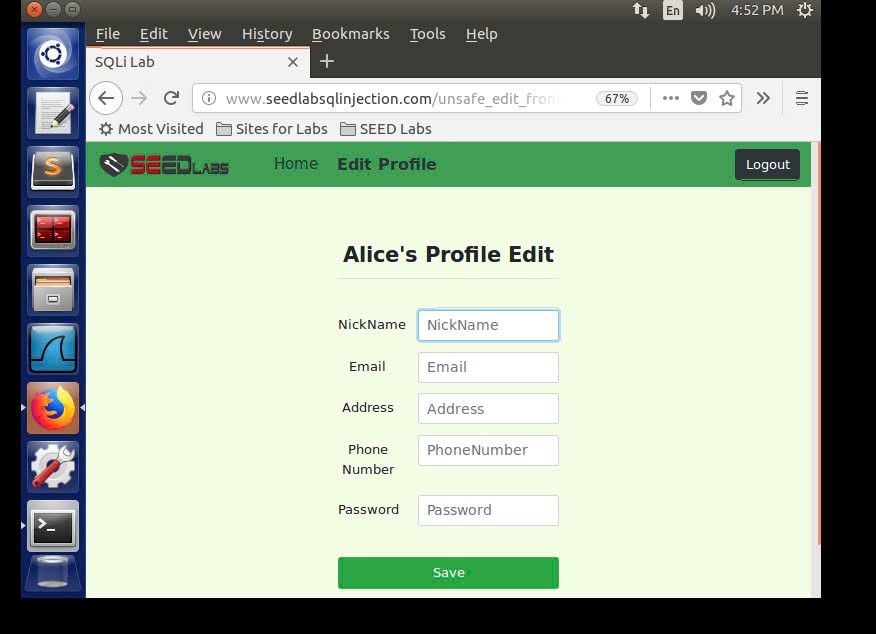 En 4:52 PM
File Edit View History Bookmarks Tools Help
SQLi Lab
www.seedlabsqlinjection.com/unsafe_edit_fron
67%
Most Visited Sites for Labs SEED Labs
SEEDLABS Home Edit Profile Logout
Alice's Profile Edit
NickName NickName
Email Email
Address Address
Phone Number PhoneNumber
Password Password
Save